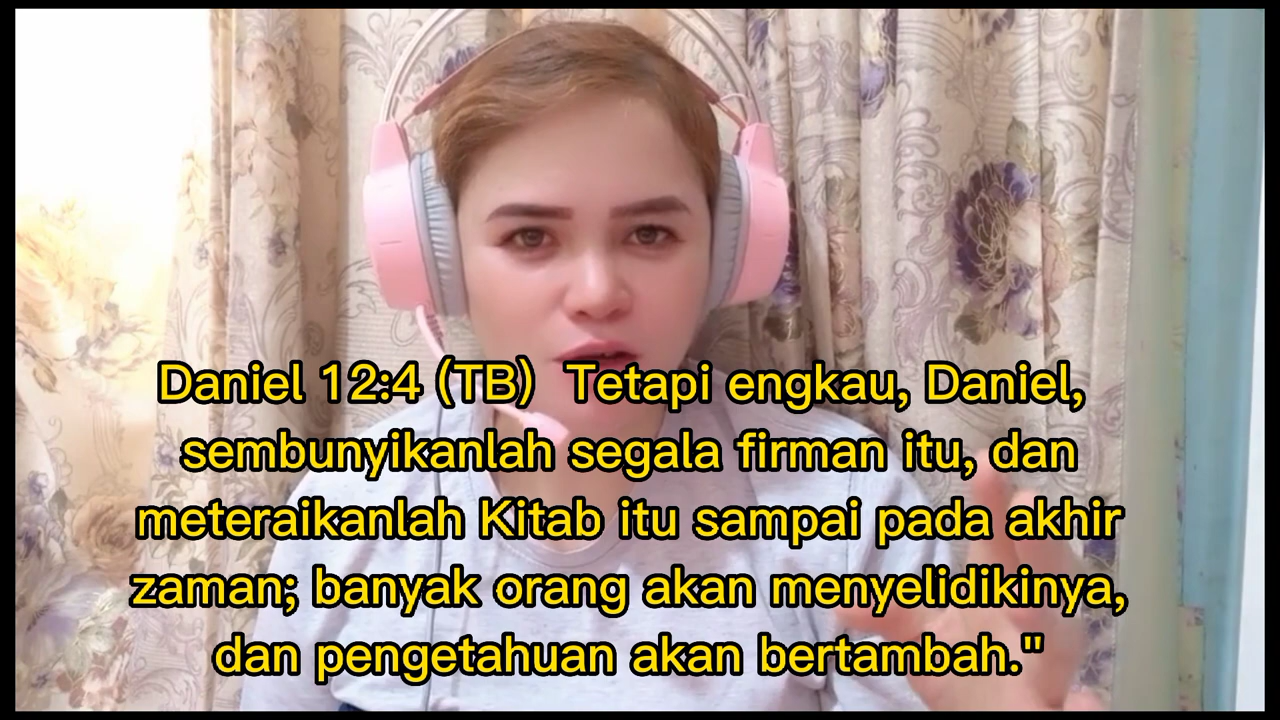 Daniel 12:4 (TB)  Tetapi engkau, Daniel,
sembunyikanlah segala firman itu, dan
meteraikanlah Kitab itu sampai pada akhir
zaman; banyak orang akan menyelidikinya,
dan pengetahuan akan bertambah."